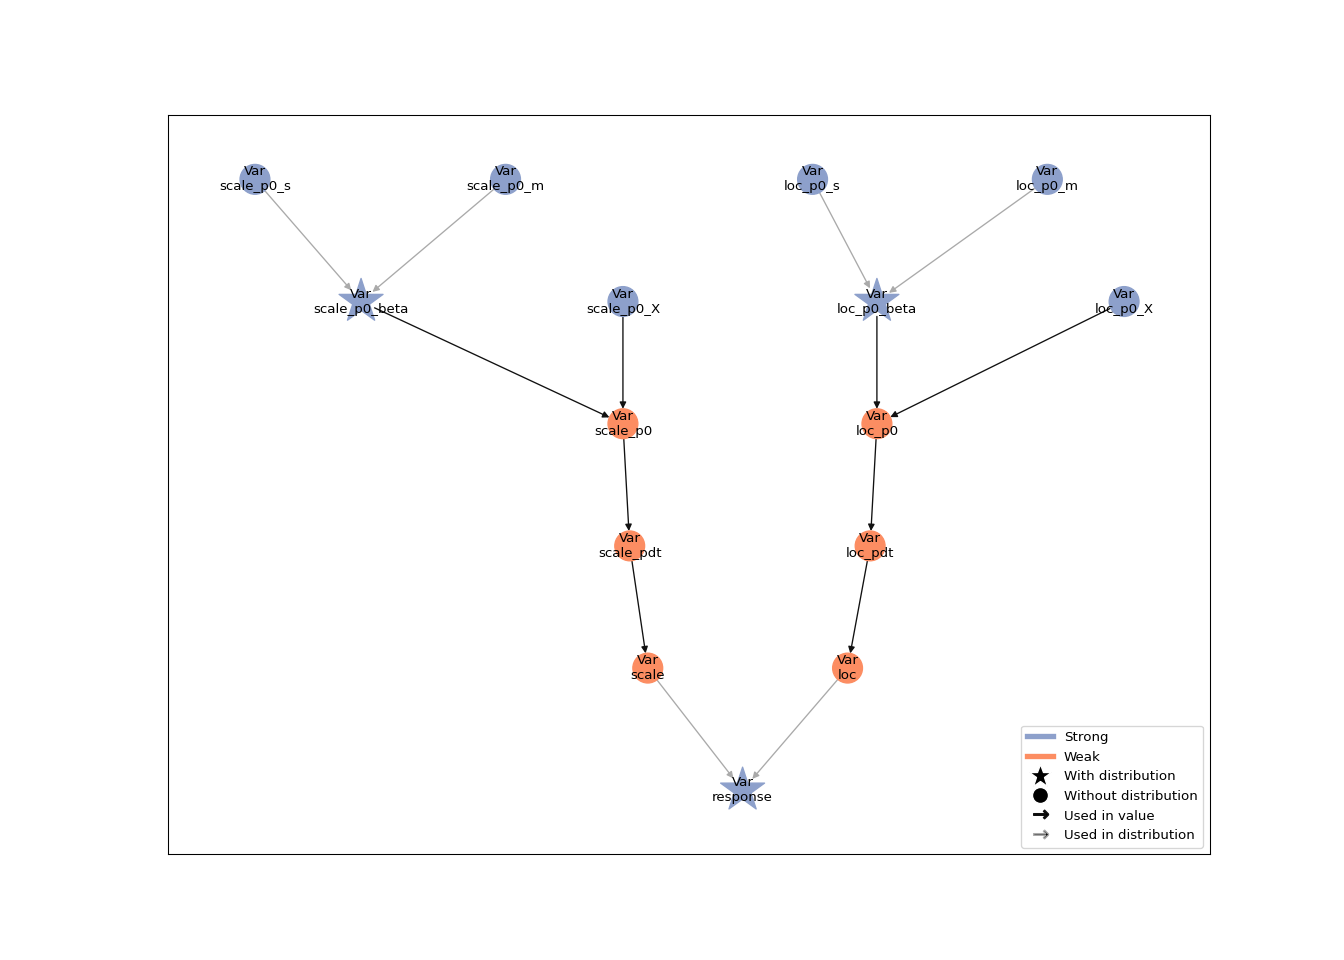 Var
scale_p0_s
Var
scale_p0_m
Var
loc_p0_s
Var
loc_p0_m
Var
scale_p0_beta
Var
scale_p0_X
Var
loc_p0_beta
Var
loc_p0_X
Var
scale_p0
Var
loc_p0
Var
scale_pdt
Var
loc_pdt
Var
scale
Var
loc
Var
response
Strong
Weak
With distribution
Without distribution
Used in value
Used in distribution